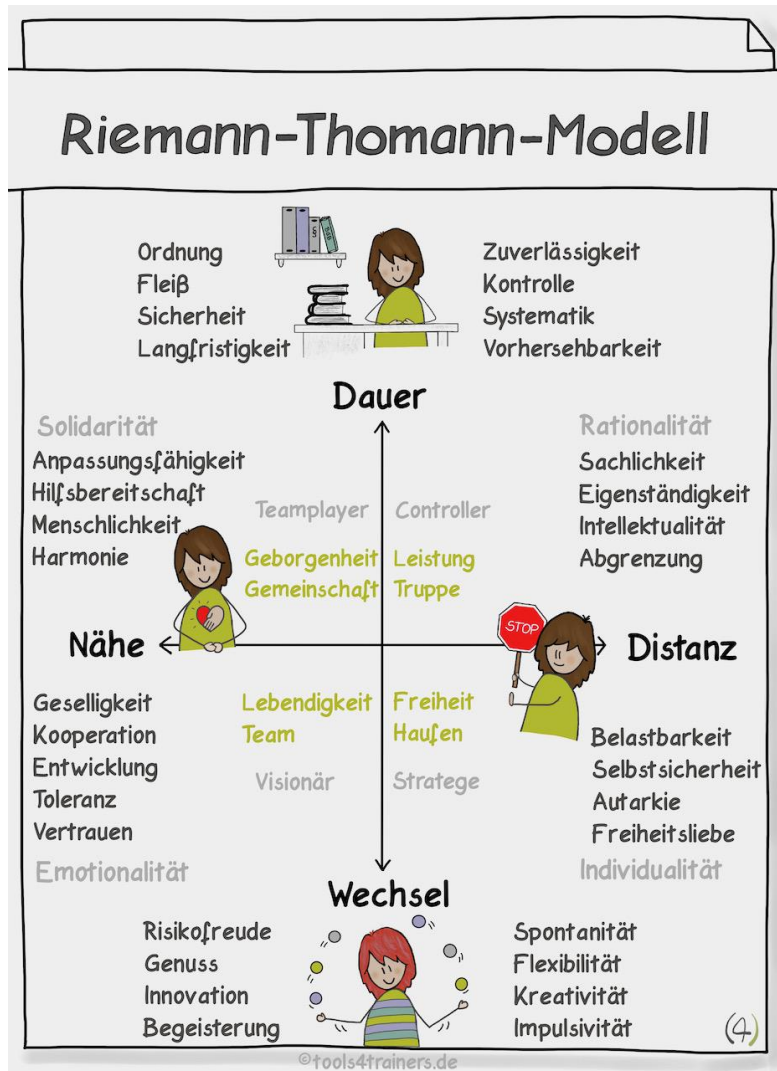 Riemann-Thomann-Modell
Ordnung
Fleiß
Sicherheit
Langfristigkeit
Zuverlässigkeit
Kontrolle
Systematik
Vorhersehbarkeit
Dauer
Solidarität
Anpassungsfähigkeit
Hilfsbereitschaft
Menschlichkeit
Harmonie
Rationalität
Sachlichkeit
Eigenständigkeit
Intellektualität
Abgrenzung
Teamplayer
Geborgenheit
Gemeinschaft
Controller
Leistung
Truppe
Nähe
STOP
Distanz
Geselligkeit
Kooperation
Entwicklung
Toleranz
Vertrauen
Emotionalität
Lebendigkeit
Team
Visionär
Freiheit
Haufen
Stratege
Belastbarkeit
Selbstsicherheit
Autarkie
Freiheitsliebe
Individualität
Wechsel
Risikofreude
Genuss
Innovation
Begeisterung
Spontanität
Flexibilität
Kreativität
Impulsivität
(4)
©tools4trainers.de